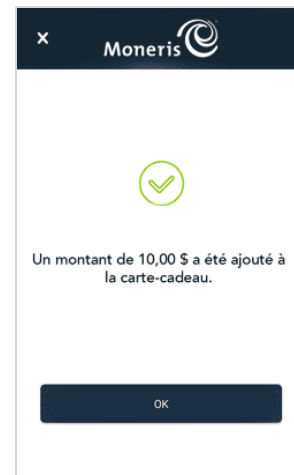 ×
Moneris
Un montant de 10,00 $ a été ajouté à
la carte-cadeau.
OK